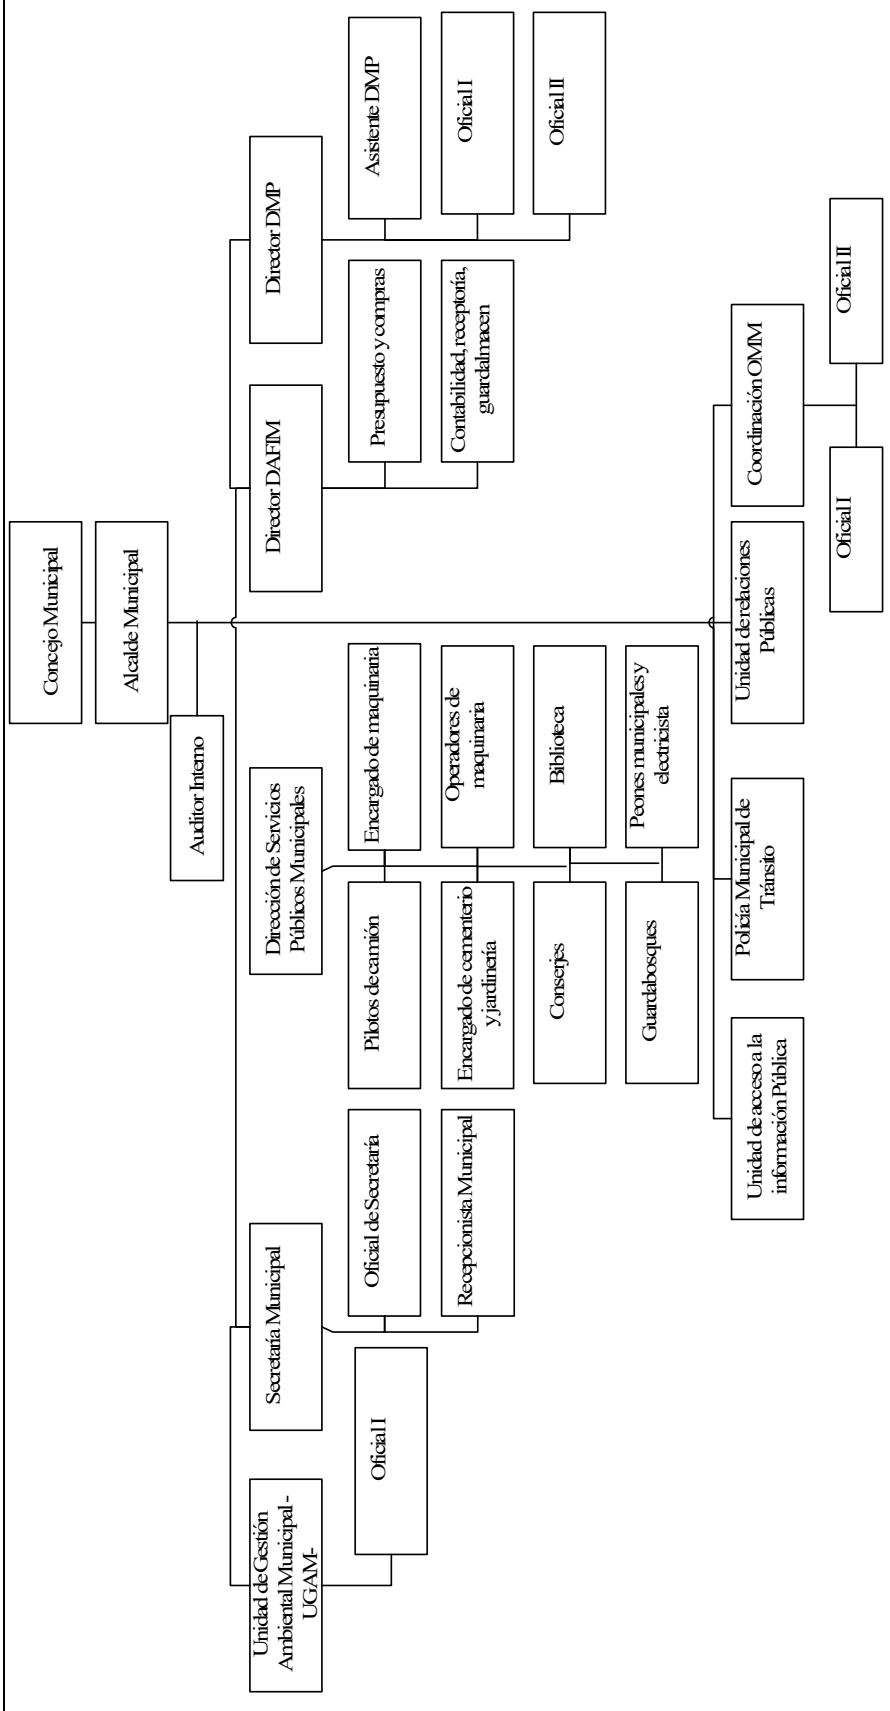 Concejo Municipal
Alcalde Municipal
Auditor Interno
Unidad de Gestión
Ambiental Municipal -
UGAM-
Secretaría Municipal
Dirección de Servicios
Públicos Municipales
Director DAFIM
Director DMP
Oficial I
Oficial de Secretaría
Recepcionista Municipal
Pilotos de camión
Encargado de maquinaria
Encargado de cementerio
y jardinería
Operadores de
maquinaria
Conserjes
Biblioteca
Guardabosques
Peones municipales y
electricista
Presupuesto y compras
Contabilidad, receptoría,
guardalmacen
Asistente DMP
Oficial I
Oficial II
Unidad de acceso a la
información Pública
Policía Municipal de
Tránsito
Unidad de relaciones
Públicas
Coordinación OMM
Oficial I
Oficial II